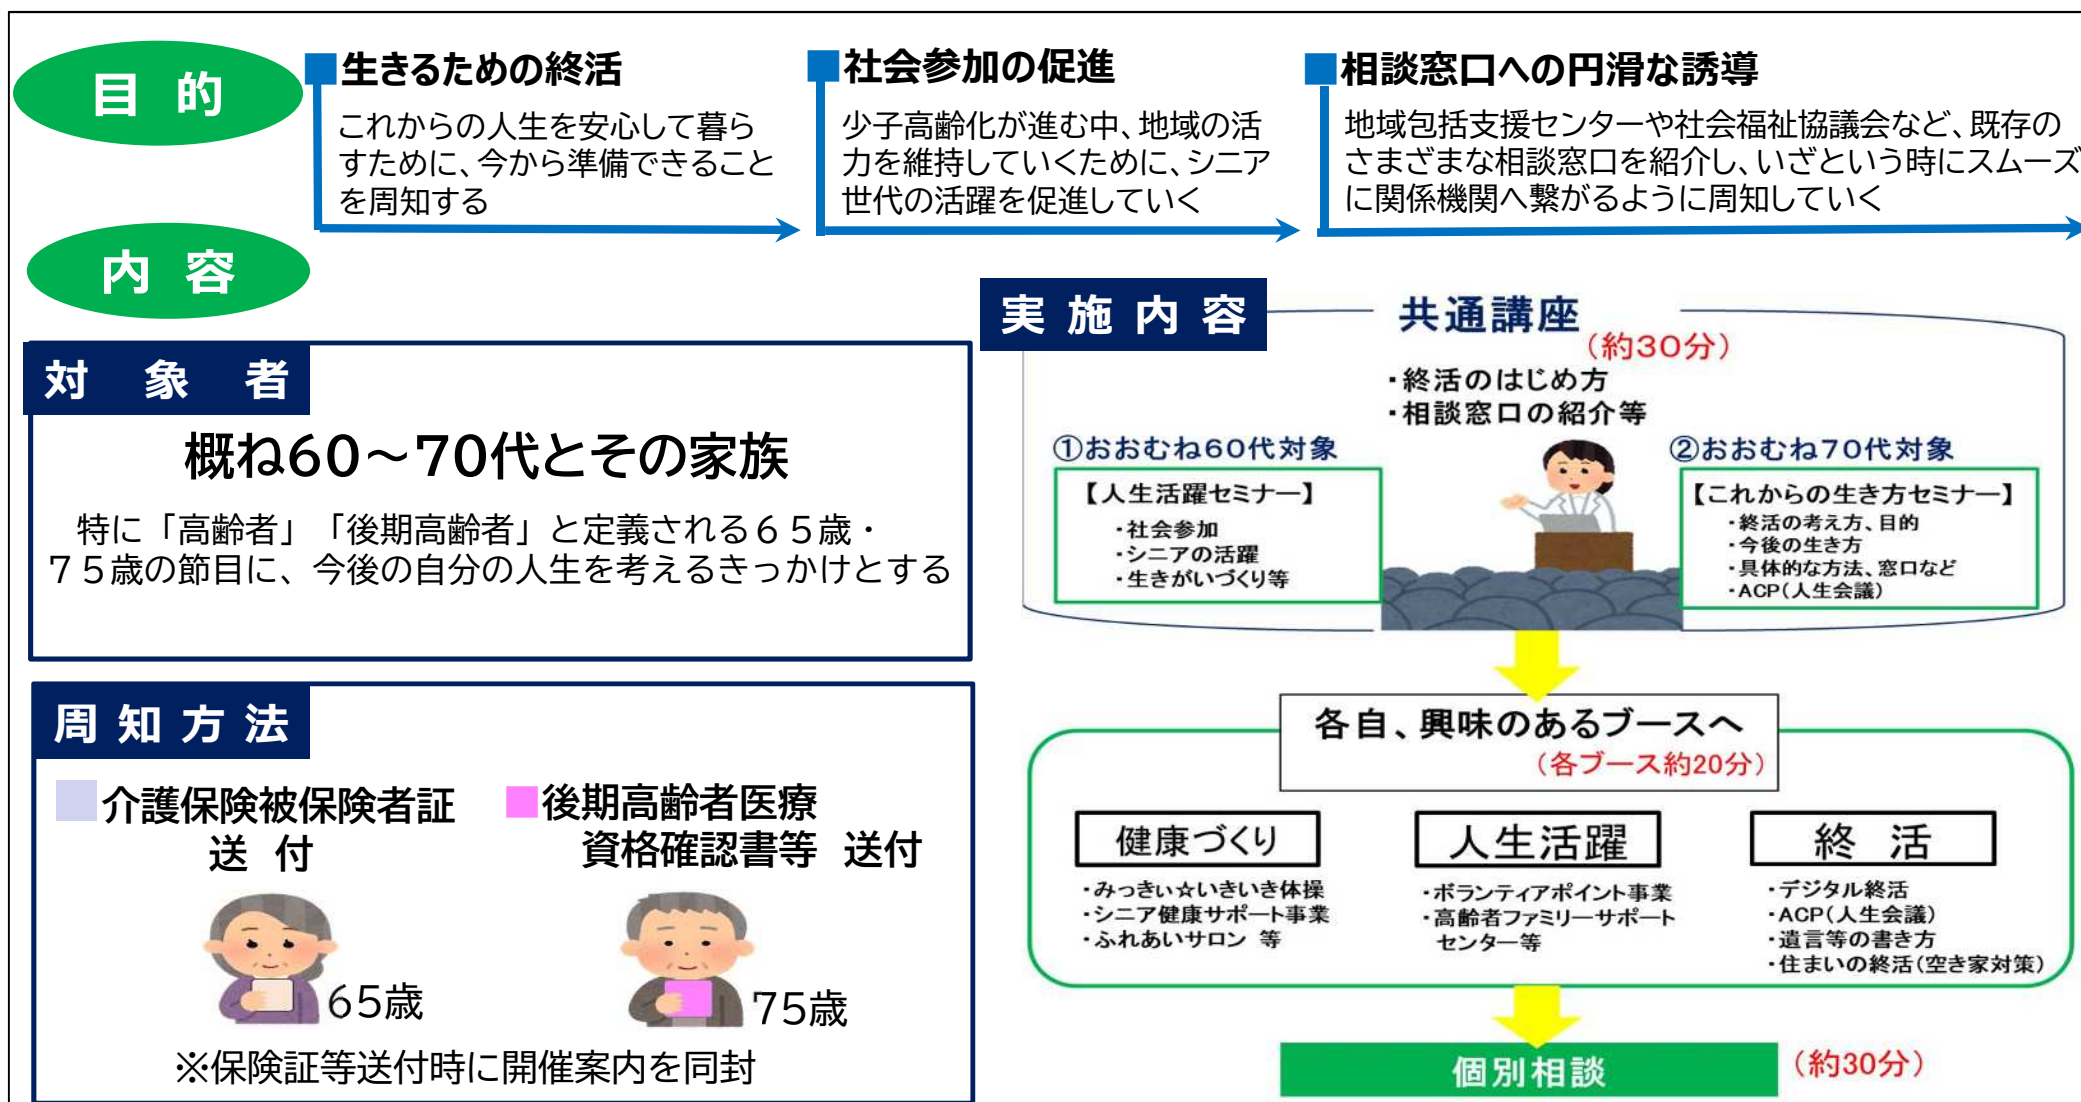 目 的
■生きるための終活
これからの人生を安心して暮ら
すために、今から準備できること
を周知する
■社会参加の促進
少子高齢化が進む中、地域の活
力を維持していくために、シニア
世代の活躍を促進していく
■相談窓口への円滑な誘導
地域包括支援センターや社会福祉協議会など、既存の
さまざまな相談窓口を紹介し、いざという時にスムーズ
に関係機関へ繋がるように周知していく
内 容
対 象 者
概ね60～70代とその家族
特に「高齢者」「後期高齢者」と定義される６５歳・
７５歳の節目に、今後の自分の人生を考えるきっかけとする
周 知 方 法
■介護保険被保険者証
送 付
65歳
■後期高齢者医療
資格確認書等 送付
75歳
※保険証等送付時に開催案内を同封
実 施 内 容
共通講座
（約30分）
・終活のはじめ方
・相談窓口の紹介等
①おおむね60代対象
【人生活躍セミナー】
・社会参加
・シニアの活躍
・生きがいづくり等
②おおむね70代対象
【これからの生き方セミナー】
・終活の考え方、目的
・今後の生き方
・具体的な方法、窓口など
・ACP(人生会議)
各自、興味のあるブースへ
（各ブース約20分）
健康づくり
・みっきぃ☆いきいき体操
・シニア健康サポート事業
・ふれあいサロン 等
人生活躍
・ボランティアポイント事業
・高齢者ファミリーサポート
センター等
終 活
・デジタル終活
・ACP(人生会議)
・遺言等の書き方
・住まいの終活(空き家対策)
個別相談
（約30分）